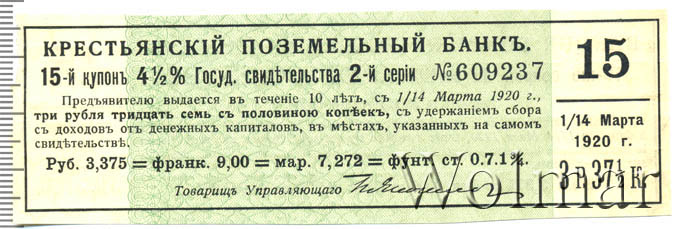 КРЕСТЬЯНСКІЙ ПОЗЕМЕЛЬНЫЙ БАНКЪ.
15-й купонъ 4½% Госуд. свидѣтельства 2-й серіи №609237
Предъявителю выдается въ теченіе 10 лѣтъ, съ 1/14 Марта 1920 г.,
три рубля тридцать семь съ половиною копѣекъ, съ удержаніемъ сбора
съ доходовъ отъ денежныхъ капиталовъ, въ мѣстахъ, указанныхъ на самомъ
свидѣтельствѣ.
Руб. 3,375 = франк. 9,00 = мар. 7,272 = фунт. ст. 0.7.1¾.
Товарищъ Управляющаго
15
1/14 Марта
1920 г.
3 Р. 37½ К.
Wolmar